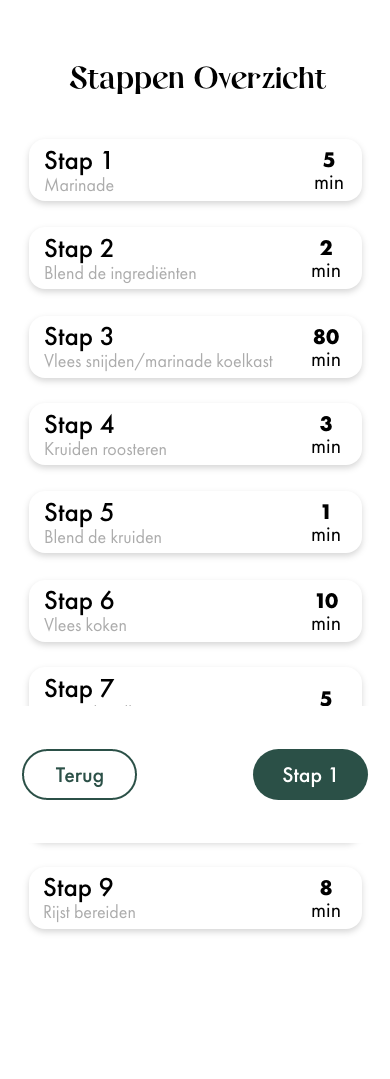 Stappen Overzicht
Stap 1
Marinade
5
min
Stap 2
Blend de ingrediënten
2
min
Stap 3
Vlees snijden/marinade koelkast
80
min
Stap 4
Kruiden roosteren
3
min
Stap 5
Blend de kruiden
1
min
Stap 6
Vlees koken
10
min
Stap 7
5
Terug
Stap 1
Stap 9
Rijst bereiden
8
min